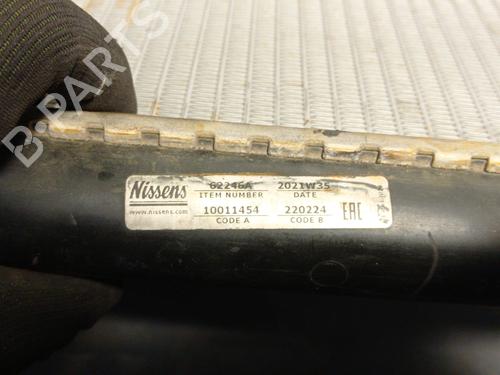 B-PARTS
Nissens
www.nissens.com
62246A 2021W35
ITEM NUMBER DATE
10011454 220224
CODE A CODE B
EAC